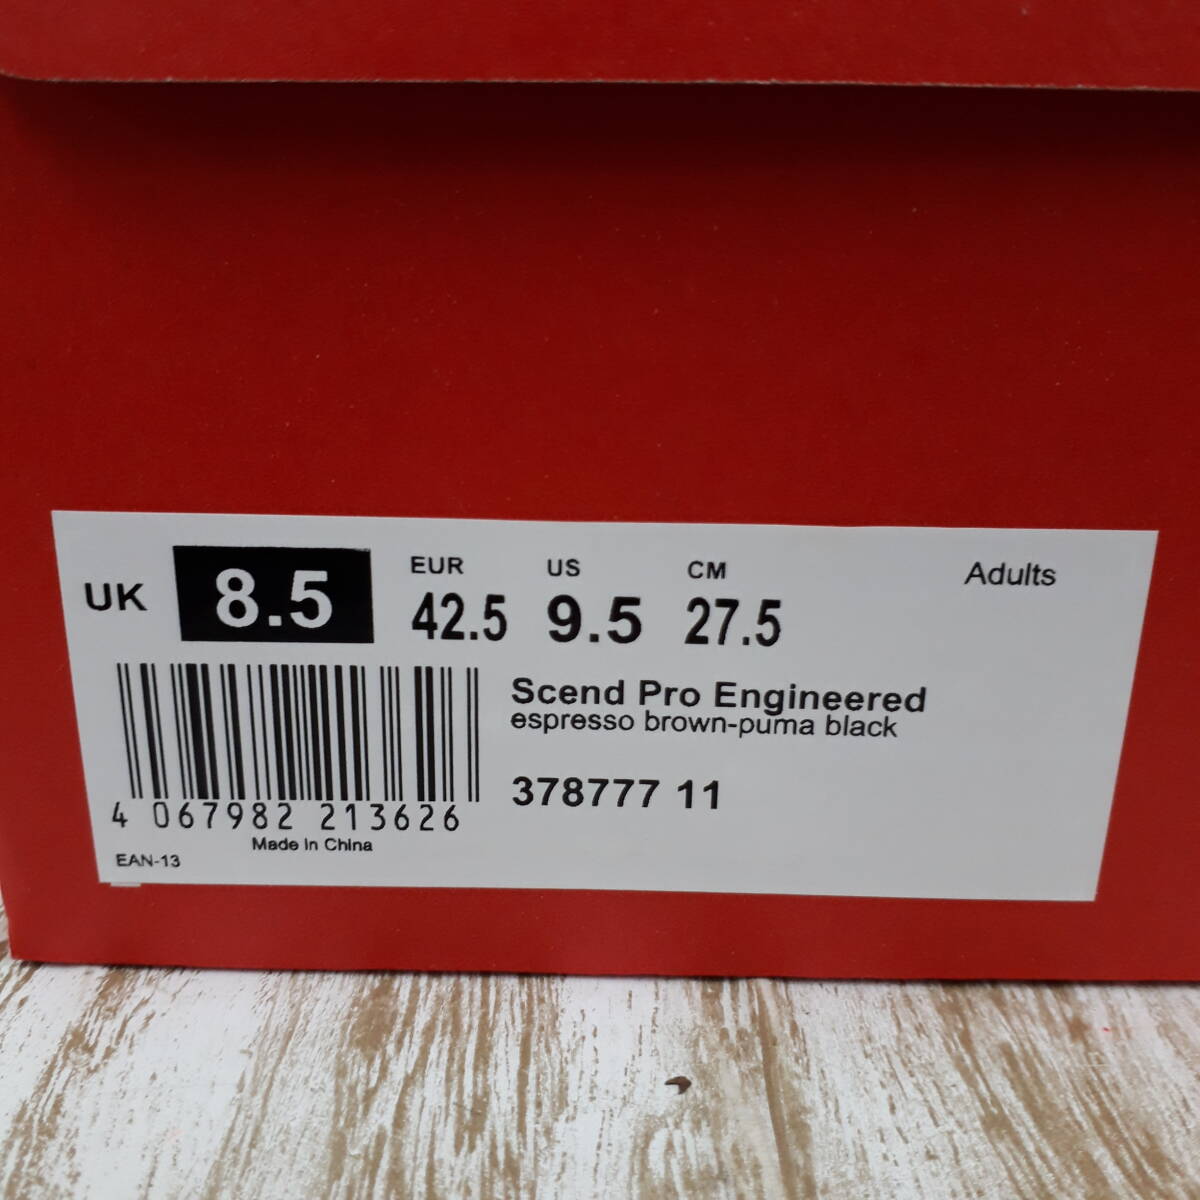 UK 8.5 EUR 42.5 US 9.5 CM 27.5 Adults
Scend Pro Engineered
espresso brown-puma black
378777 11
4 067982 213626
Made in China
EAN-13